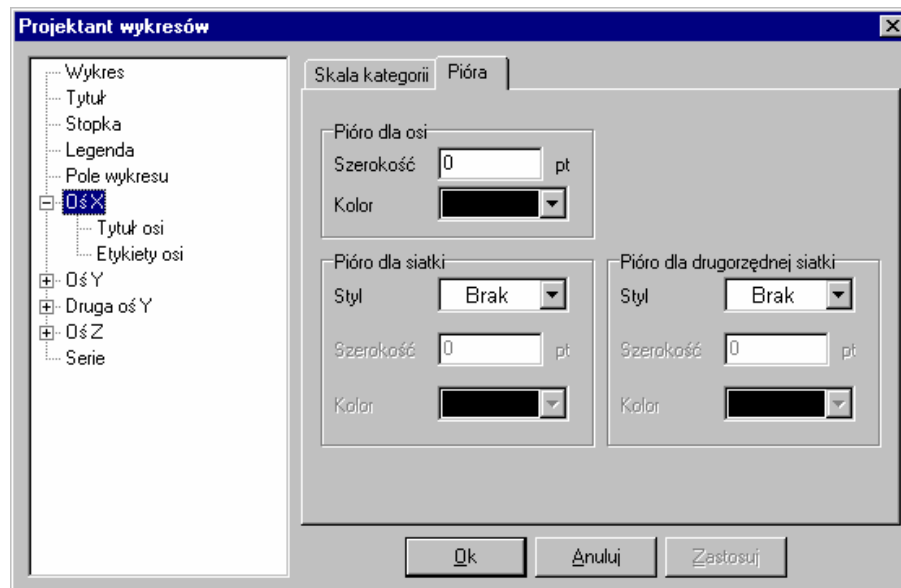 Projektant wykresów
Wykres
Tytuł
Stopka
Legenda
Pole wykresu
Oś X
Tytuł osi
Etykiety osi
Oś Y
Druga oś Y
Oś Z
Serie
Skala kategorii Pióra
Pióro dla osi
Szerokość 0 pt
Kolor
Pióro dla siatki
Styl Brak
Szerokość 0 pt
Kolor
Pióro dla drugorzędnej siatki
Styl Brak
Szerokość 0 pt
Kolor
Ok Anuluj Zastosuj